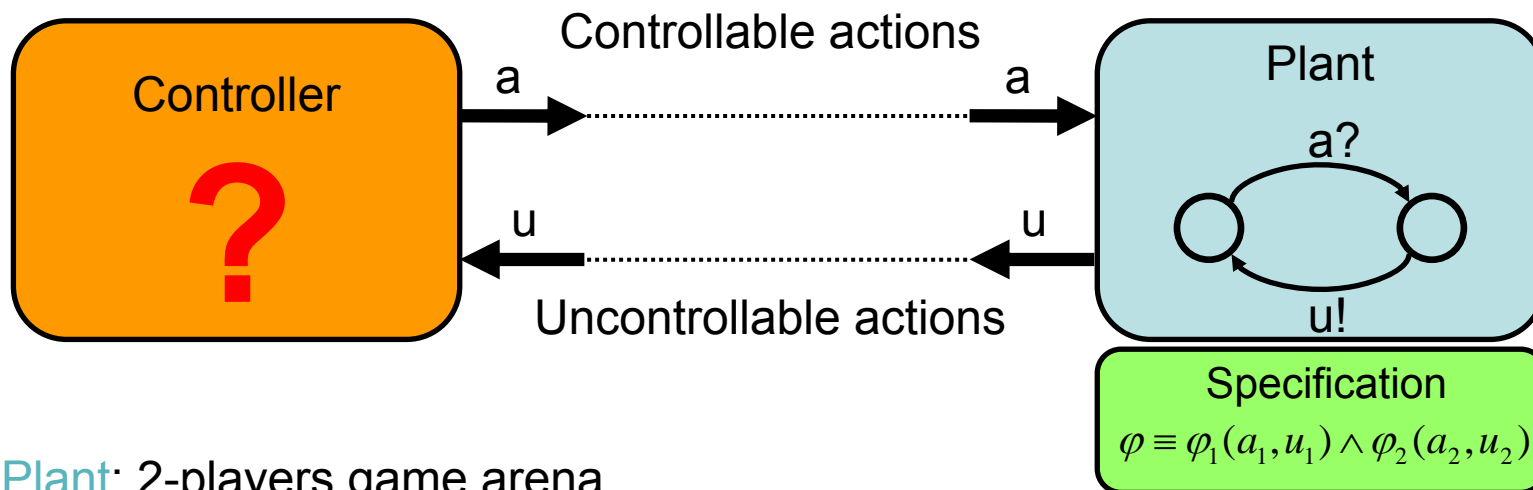 Controllable actions
Controller
a
a
Plant
a?
?
u
u
u!
Uncontrollable actions
Specification
φ ≡ φ₁(a₁,u₁) ∧ φ₂(a₂,u₂)
Plant: 2-players game arena